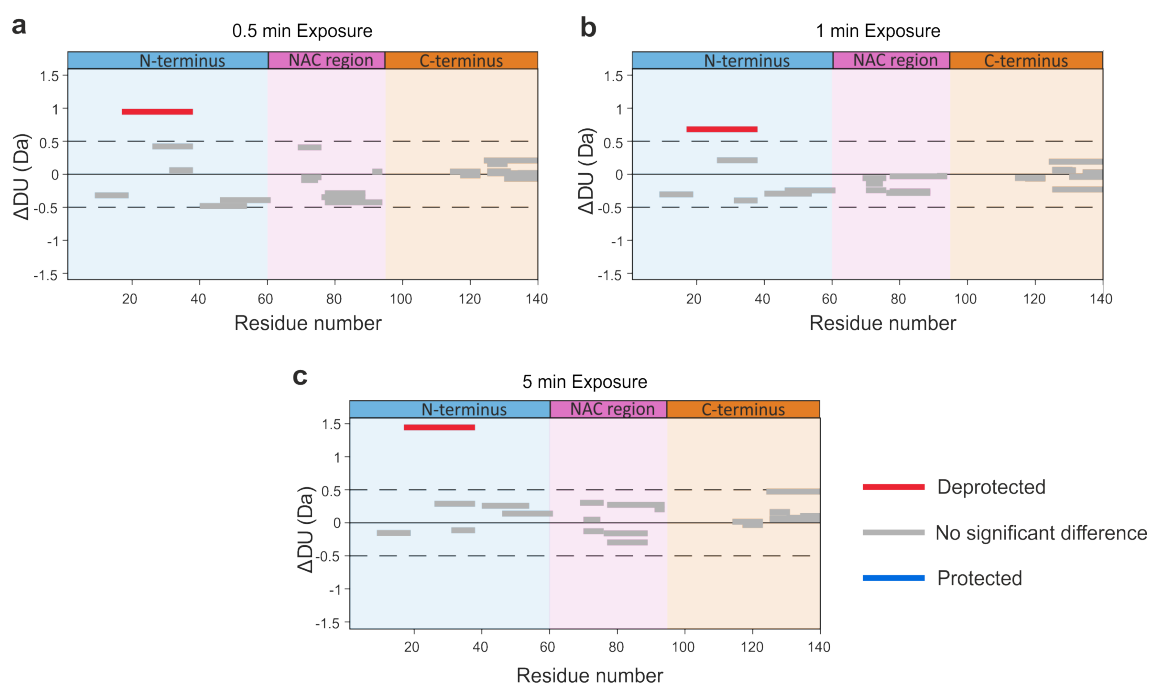 a
0.5 min Exposure
N-terminus NAC region C-terminus
1.5
1
0.5
0
-0.5
-1
-1.5
ΔDU (Da)
20 40 60 80 100 120 140
Residue number
b
1 min Exposure
N-terminus NAC region C-terminus
1.5
1
0.5
0
-0.5
-1
-1.5
ΔDU (Da)
20 40 60 80 100 120 140
Residue number
c
5 min Exposure
N-terminus NAC region C-terminus
1.5
1
0.5
0
-0.5
-1
-1.5
ΔDU (Da)
20 40 60 80 100 120 140
Residue number
Deprotected
No significant difference
Protected